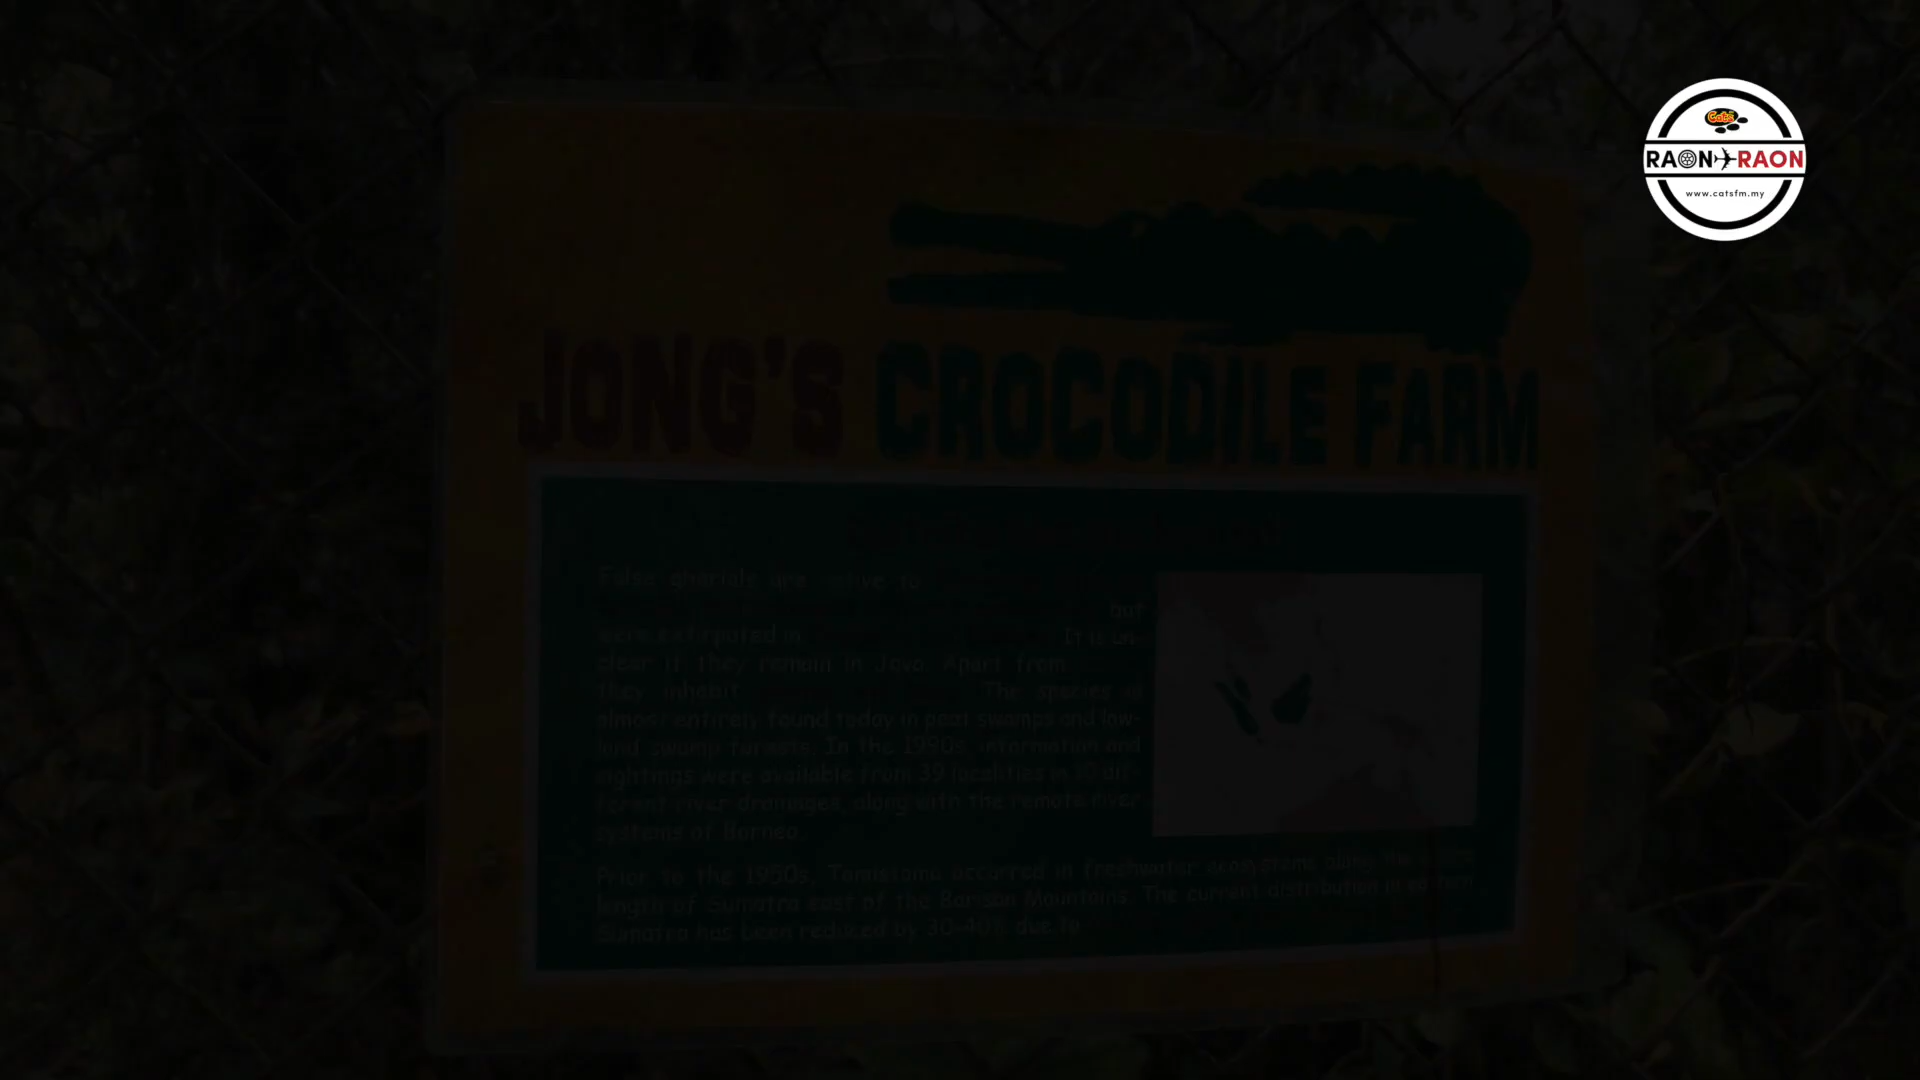 Cats
RAON RAON
www.catsfm.my
JONG'S CROCODILE FARM
False gharials are native to
but
were extirpated in It is un-
clear if they remain in Java. Apart from
they inhabit The species is
almost entirely found today in peat swamps and low-
land swamp forests. In the 1990s, information and
sightings were available from 39 localities in 10 dif-
ferent river drainages, along with the remote river
systems of Borneo.
Prior to the 1950s, Tomistoma occurred in freshwater ecosystems along the
length of Sumatra east of the Barisan Mountains. The current distribution in eastern
Sumatra has been reduced by 30-40% due to